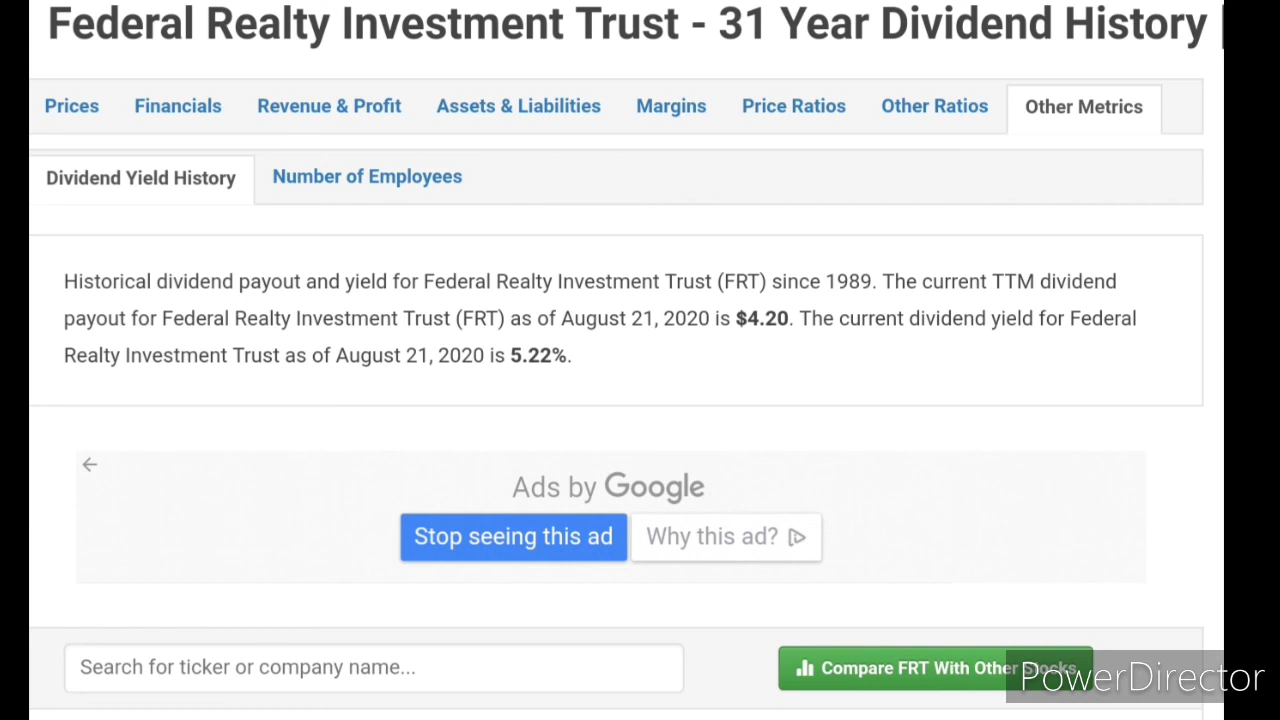 Federal Realty Investment Trust - 31 Year Dividend History |
Prices Financials Revenue & Profit Assets & Liabilities Margins Price Ratios Other Ratios Other Metrics
Dividend Yield History Number of Employees
Historical dividend payout and yield for Federal Realty Investment Trust (FRT) since 1989. The current TTM dividend
payout for Federal Realty Investment Trust (FRT) as of August 21, 2020 is $4.20. The current dividend yield for Federal
Realty Investment Trust as of August 21, 2020 is 5.22%.
Ads by Google
Stop seeing this ad Why this ad?
Search for ticker or company name... Compare FRT With Other Stocks
PowerDirector